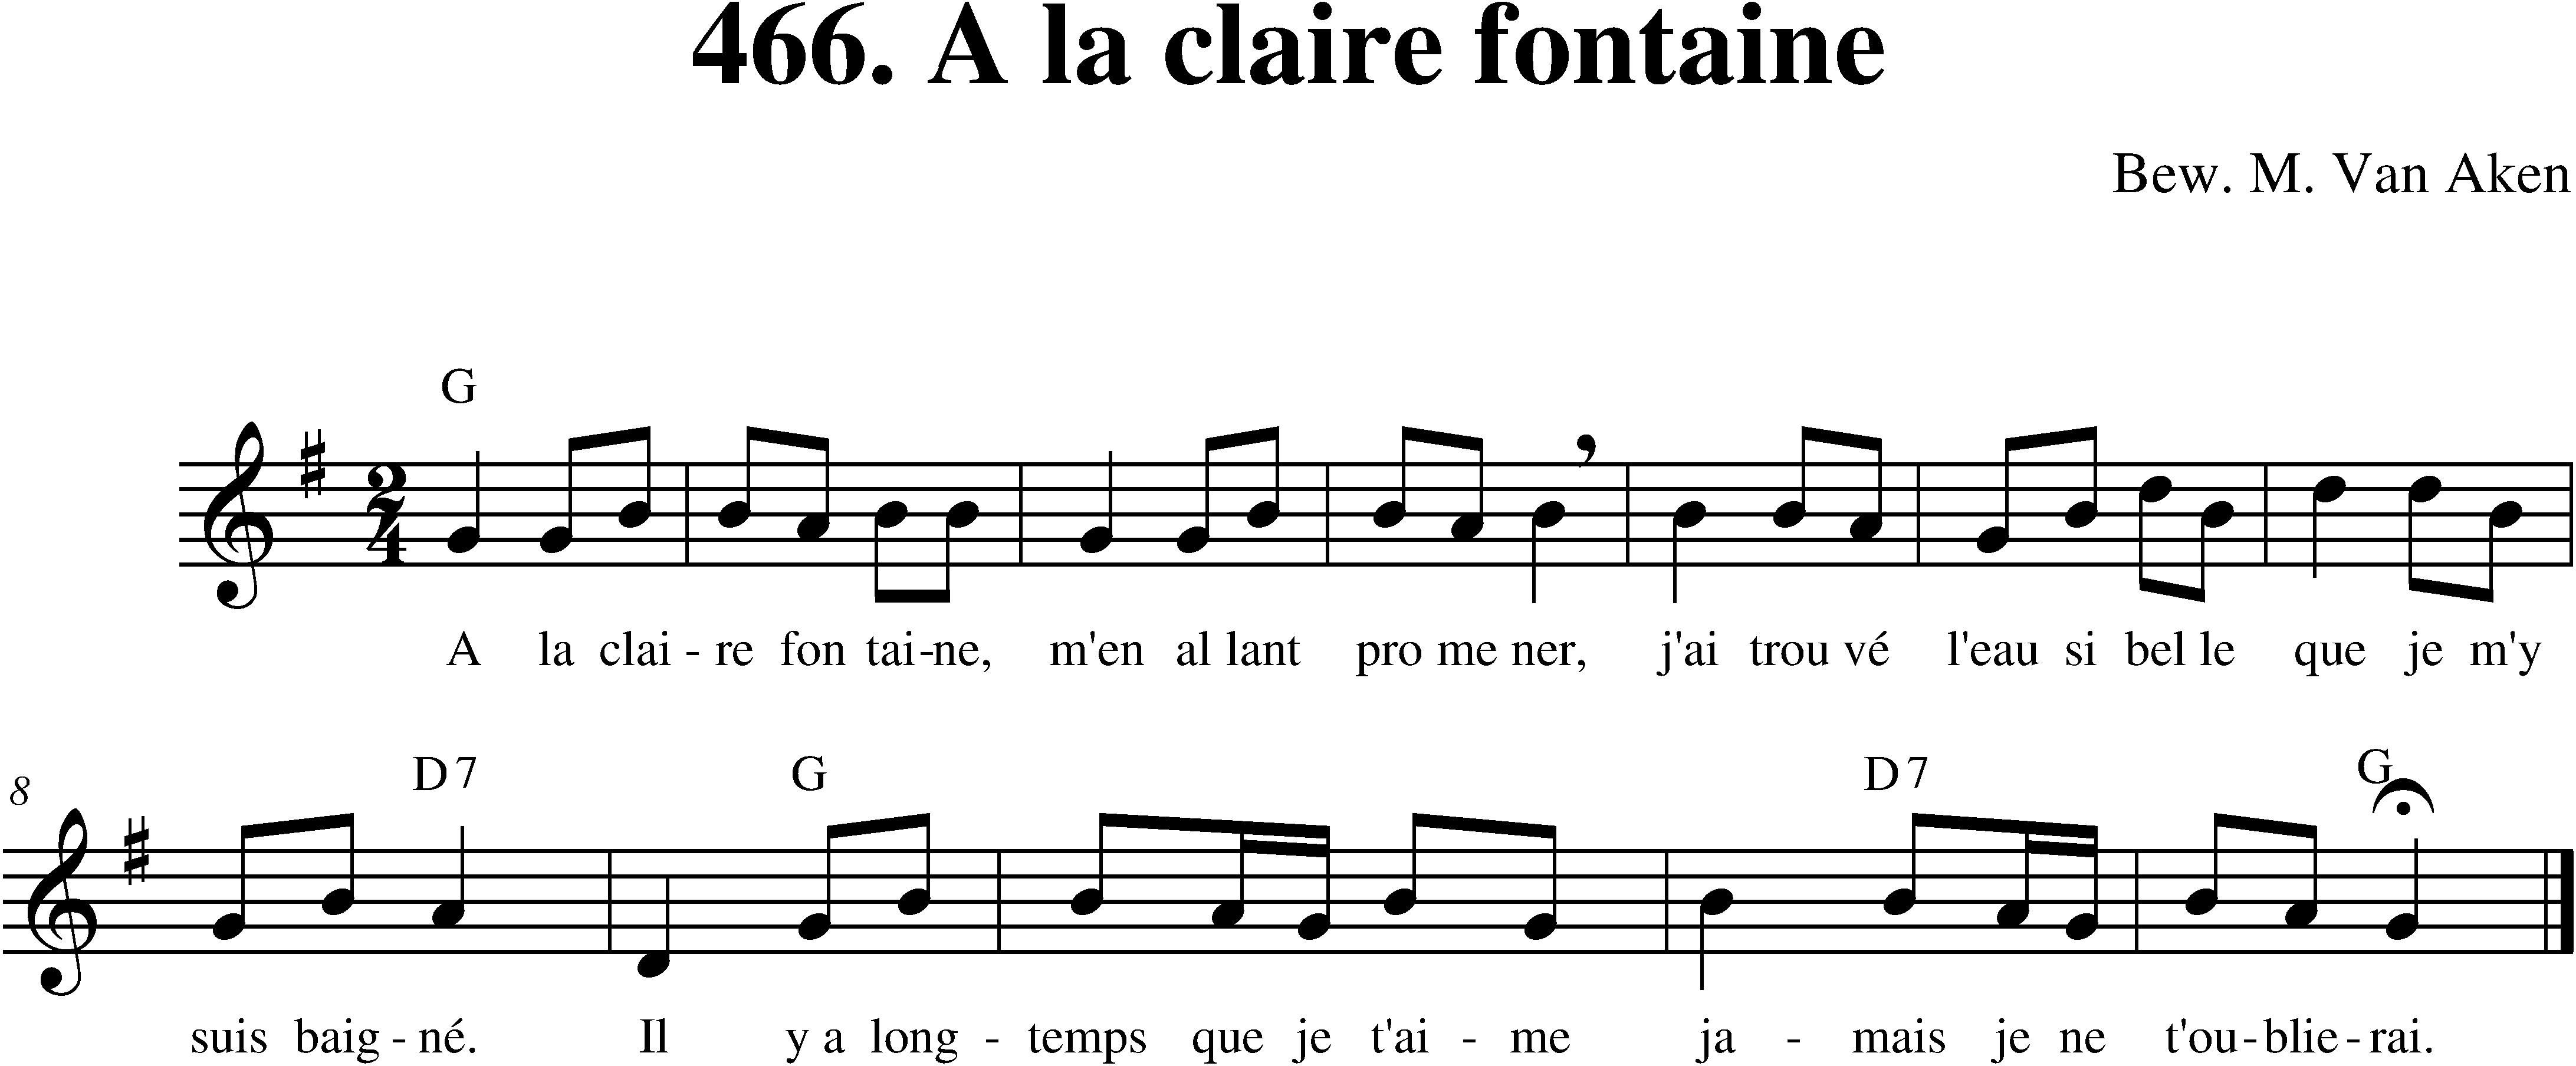 466. A la claire fontaine
Bew. M. Van Aken
G
2
4
A la clai - re fon tai-ne, m'en al lant pro me ner, j'ai trou vé l'eau si bel le que je m'y
8 D7 G D7 G
suis baig - né. Il y a long - temps que je t'ai - me ja - mais je ne t'ou-blie-rai.